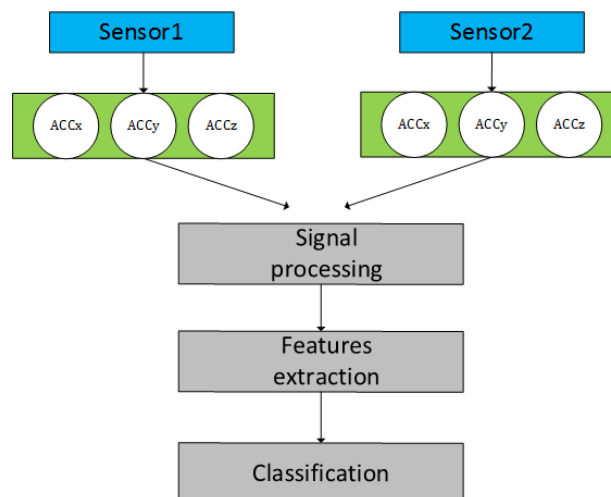 Sensor1
Sensor2
ACCx ACCy ACCz
ACCx ACCy ACCz
Signal
processing
Features
extraction
Classification